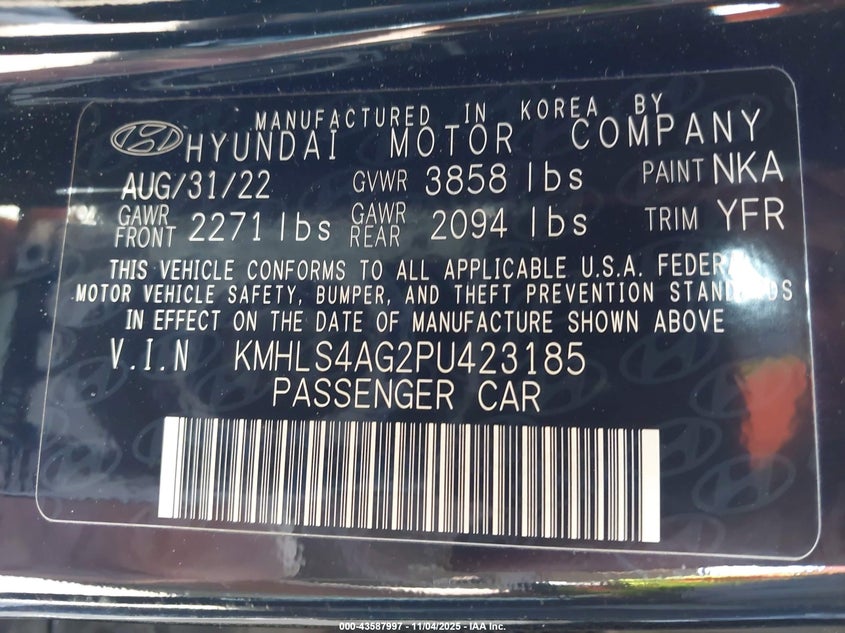 MANUFACTURED IN KOREA BY
HYUNDAI MOTOR COMPANY
AUG/31/22 GVWR 3858 lbs PAINT NKA
GAWR FRONT 2271 lbs GAWR REAR 2094 lbs TRIM YFR
THIS VEHICLE CONFORMS TO ALL APPLICABLE U.S.A. FEDERAL
MOTOR VEHICLE SAFETY, BUMPER, AND THEFT PREVENTION STANDARDS
IN EFFECT ON THE DATE OF MANUFACTURE SHOWN ABOVE
V.I.N KMHLS4AG2PU423185
PASSENGER CAR
000-43587997 - 11/04/2025 - IAA Inc.